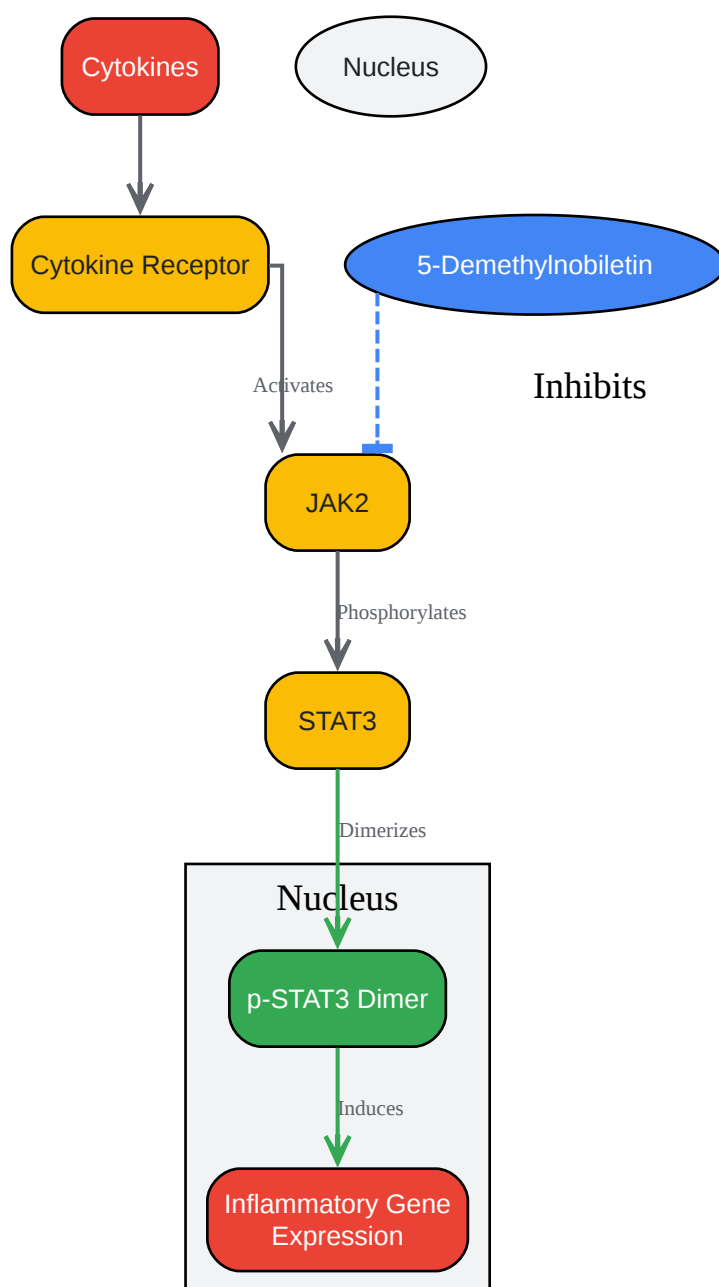 Cytokines
Nucleus
Cytokine Receptor
5-Demethylnobiletin
Activates
Inhibits
JAK2
Phosphorylates
STAT3
Dimerizes
Nucleus
p-STAT3 Dimer
Induces
Inflammatory Gene
Expression